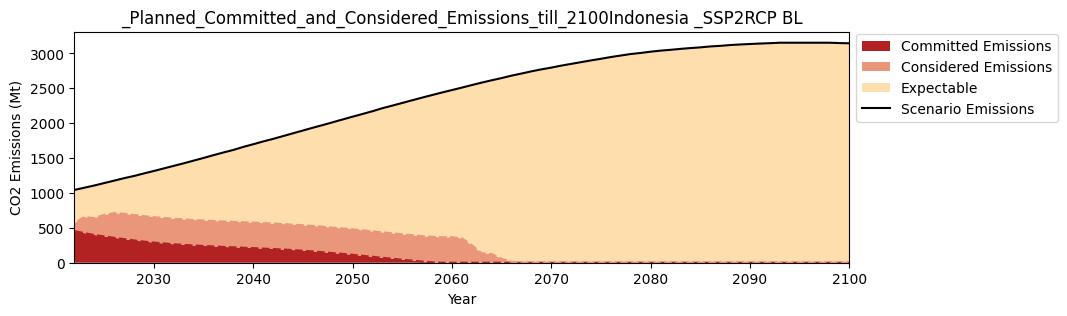 _Planned_Committed_and_Considered_Emissions_till_2100Indonesia _SSP2RCP BL
3000
2500
2000
1500
1000
500
0
CO2 Emissions (Mt)
2030 2040 2050 2060 2070 2080 2090 2100
Year
Committed Emissions
Considered Emissions
Expectable
Scenario Emissions